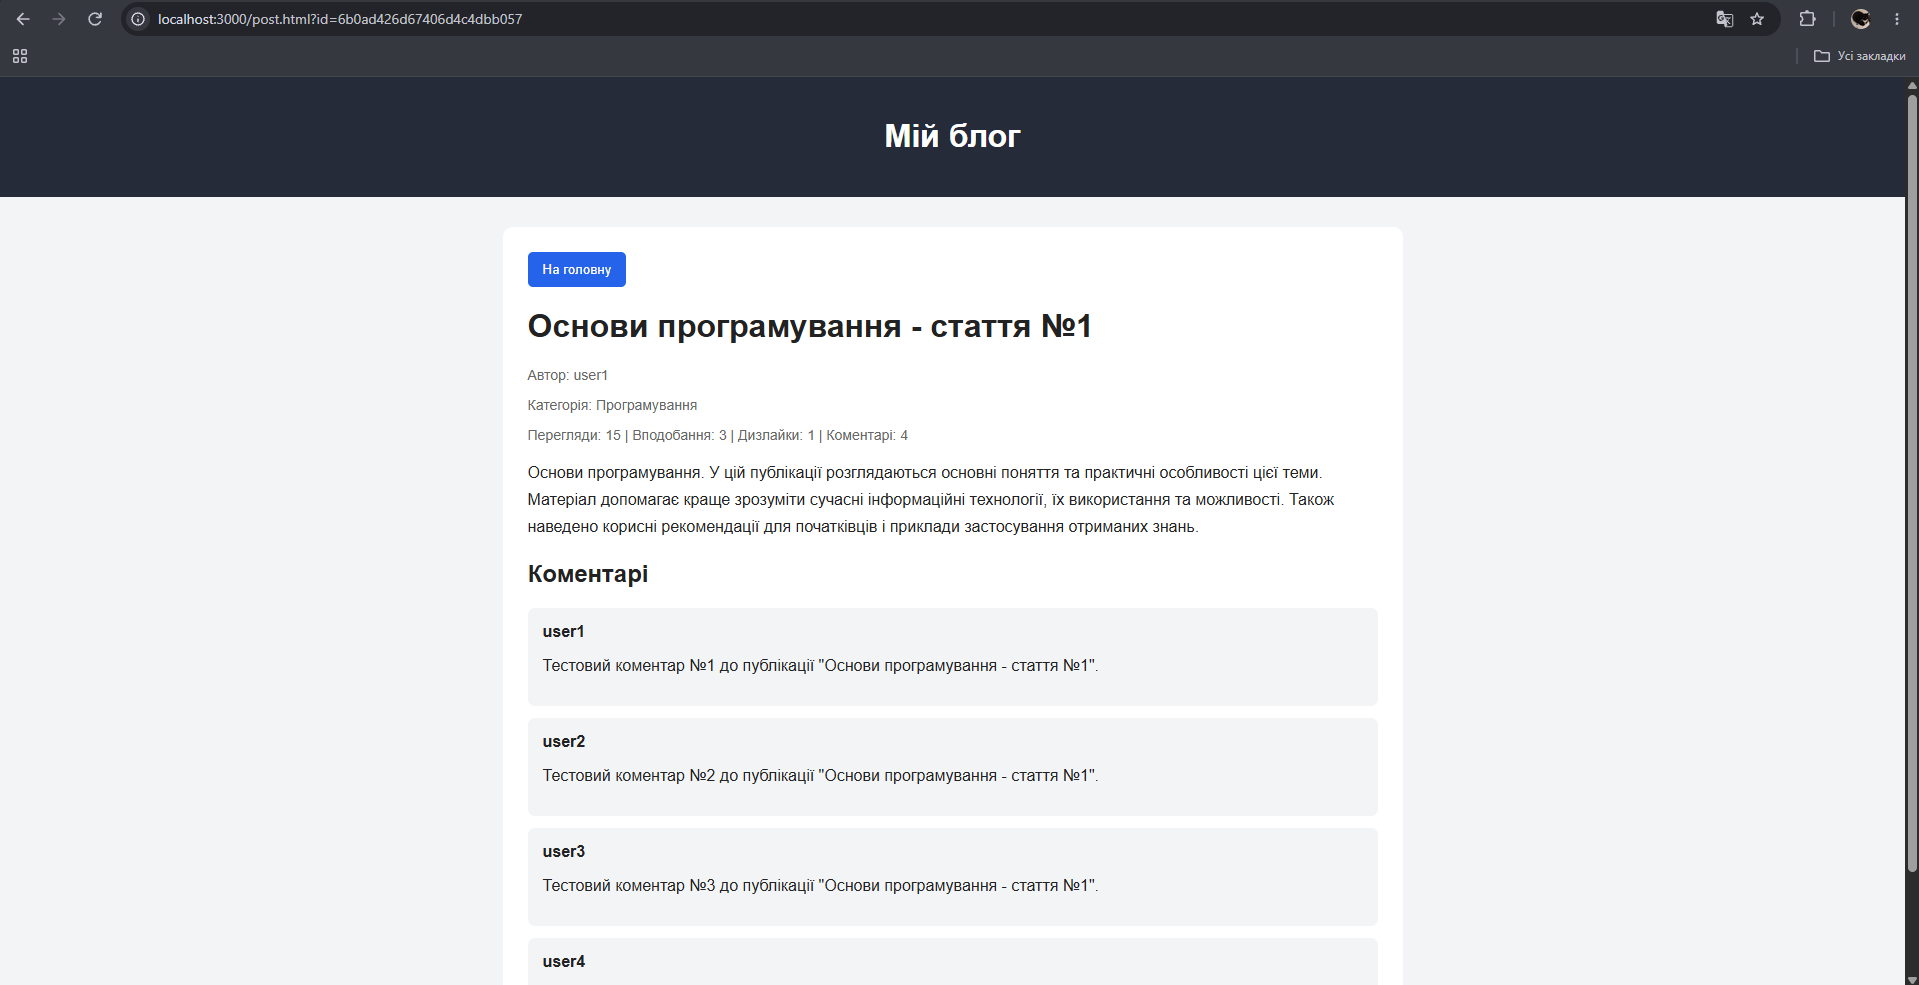 localhost:3000/post.html?id=6b0ad426d67406d4c4dbb057
Усі закладки
Мій блог
На головну
Основи програмування - стаття №1
Автор: user1
Категорія: Програмування
Перегляди: 15 | Вподобання: 3 | Дизлайки: 1 | Коментарі: 4
Основи програмування. У цій публікації розглядаються основні поняття та практичні особливості цієї теми.
Матеріал допомагає краще зрозуміти сучасні інформаційні технології, їх використання та можливості. Також
наведено корисні рекомендації для початківців і приклади застосування отриманих знань.
Коментарі
user1
Тестовий коментар №1 до публікації "Основи програмування - стаття №1".
user2
Тестовий коментар №2 до публікації "Основи програмування - стаття №1".
user3
Тестовий коментар №3 до публікації "Основи програмування - стаття №1".
user4